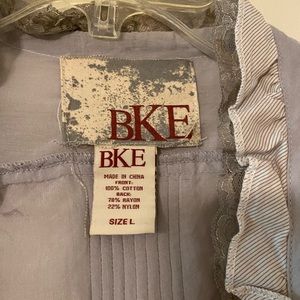 BKE
BKE
MADE IN CHINA
FRONT:
100% COTTON
BACK:
78% RAYON
22% NYLON
SIZE L